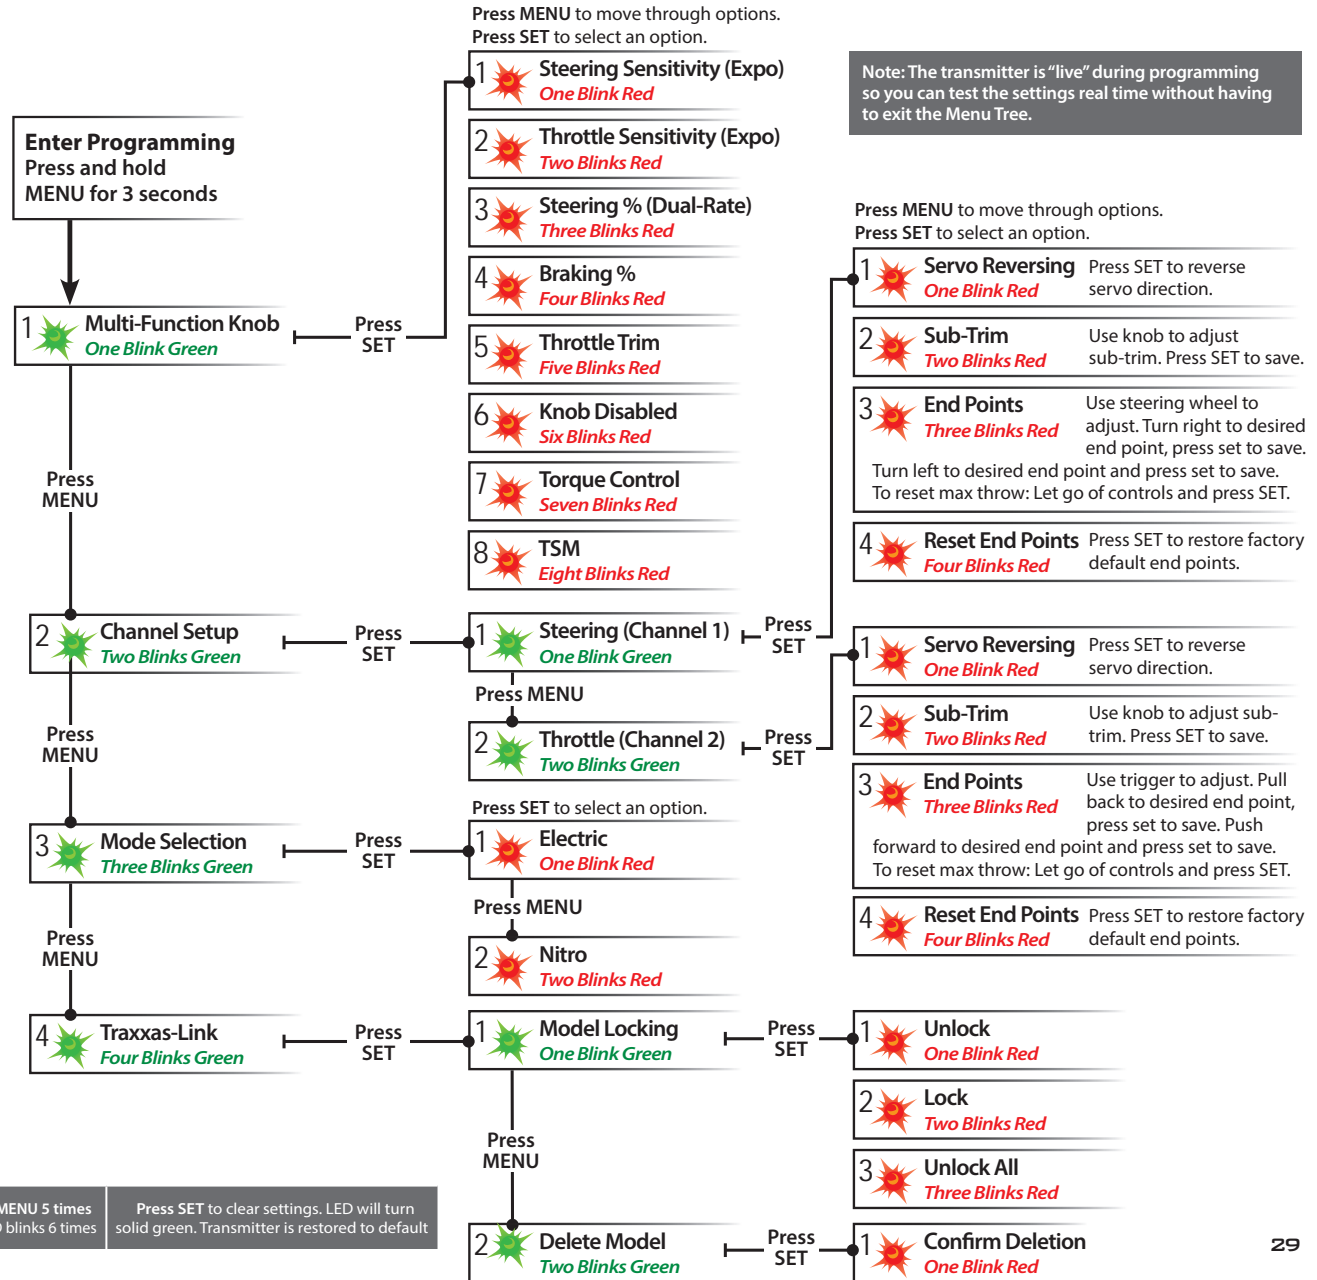 Press MENU to move through options.
Press SET to select an option.
Note: The transmitter is “live” during programming
so you can test the settings real time without having
to exit the Menu Tree.
Enter Programming
Press and hold
MENU for 3 seconds
1
Multi-Function Knob
One Blink Green
Press
SET
1
Steering Sensitivity (Expo)
One Blink Red
2
Throttle Sensitivity (Expo)
Two Blinks Red
3
Steering % (Dual-Rate)
Three Blinks Red
4
Braking %
Four Blinks Red
5
Throttle Trim
Five Blinks Red
6
Knob Disabled
Six Blinks Red
7
Torque Control
Seven Blinks Red
8
TSM
Eight Blinks Red
Press
MENU
2
Channel Setup
Two Blinks Green
Press
SET
1
Steering (Channel 1)
One Blink Green
Press
SET
Press MENU
2
Throttle (Channel 2)
Two Blinks Green
Press
SET
Press MENU to move through options.
Press SET to select an option.
1
Servo Reversing
One Blink Red
Press SET to reverse
servo direction.
2
Sub-Trim
Two Blinks Red
Use knob to adjust
sub-trim. Press SET to save.
3
End Points
Three Blinks Red
Use steering wheel to
adjust. Turn right to desired
end point, press set to save.
Turn left to desired end point and press set to save.
To reset max throw: Let go of controls and press SET.
4
Reset End Points
Four Blinks Red
Press SET to restore factory
default end points.
1
Servo Reversing
One Blink Red
Press SET to reverse
servo direction.
2
Sub-Trim
Two Blinks Red
Use knob to adjust sub-
trim. Press SET to save.
3
End Points
Three Blinks Red
Use trigger to adjust. Pull
back to desired end point,
press set to save. Push
forward to desired end point and press set to save.
To reset max throw: Let go of controls and press SET.
4
Reset End Points
Four Blinks Red
Press SET to restore factory
default end points.
Press
MENU
3
Mode Selection
Three Blinks Green
Press
SET
Press SET to select an option.
1
Electric
One Blink Red
Press MENU
2
Nitro
Two Blinks Red
Press
MENU
4
Traxxas-Link
Four Blinks Green
Press
SET
1
Model Locking
One Blink Green
Press
SET
1
Unlock
One Blink Red
2
Lock
Two Blinks Red
3
Unlock All
Three Blinks Red
Press
MENU
2
Delete Model
Two Blinks Green
Press
SET
1
Confirm Deletion
One Blink Red
MENU 5 times
blinks 6 times
Press SET to clear settings. LED will turn
solid green. Transmitter is restored to default
29